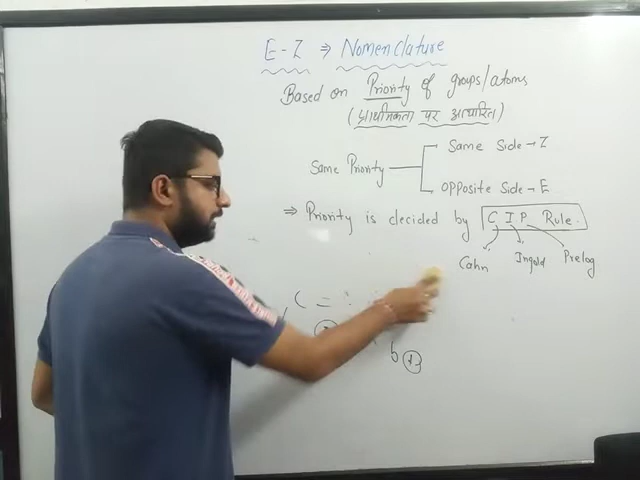 E-Z ⇒ Nomenclature
Based on Priority of groups/atoms
(प्राथमिकता पर आधारित)
Same Priority
Same Side → Z
Opposite Side → E
⇒ Priority is decided by C I P Rule.
Cahn Ingold Prelog
C =
b